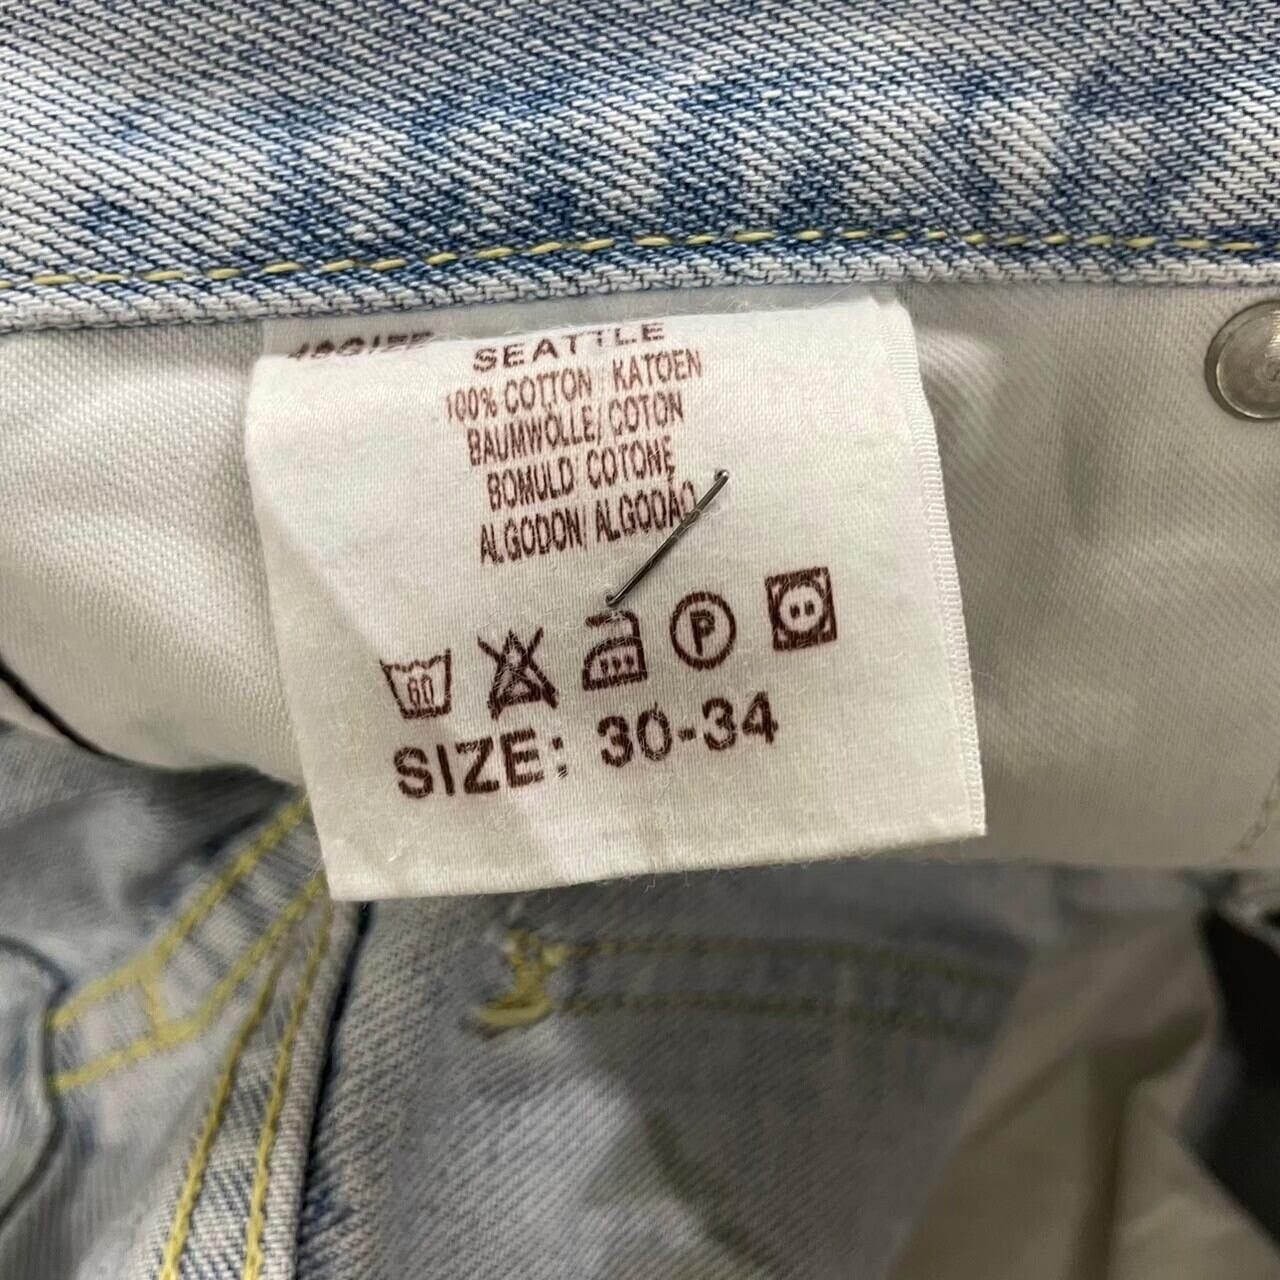 SEATTLE
100% COTTON / KATOEN
BAUMWOLLE/ COTON
BOMULD/ COTONE
ALGODON/ ALGODÃO
60
P
SIZE: 30-34